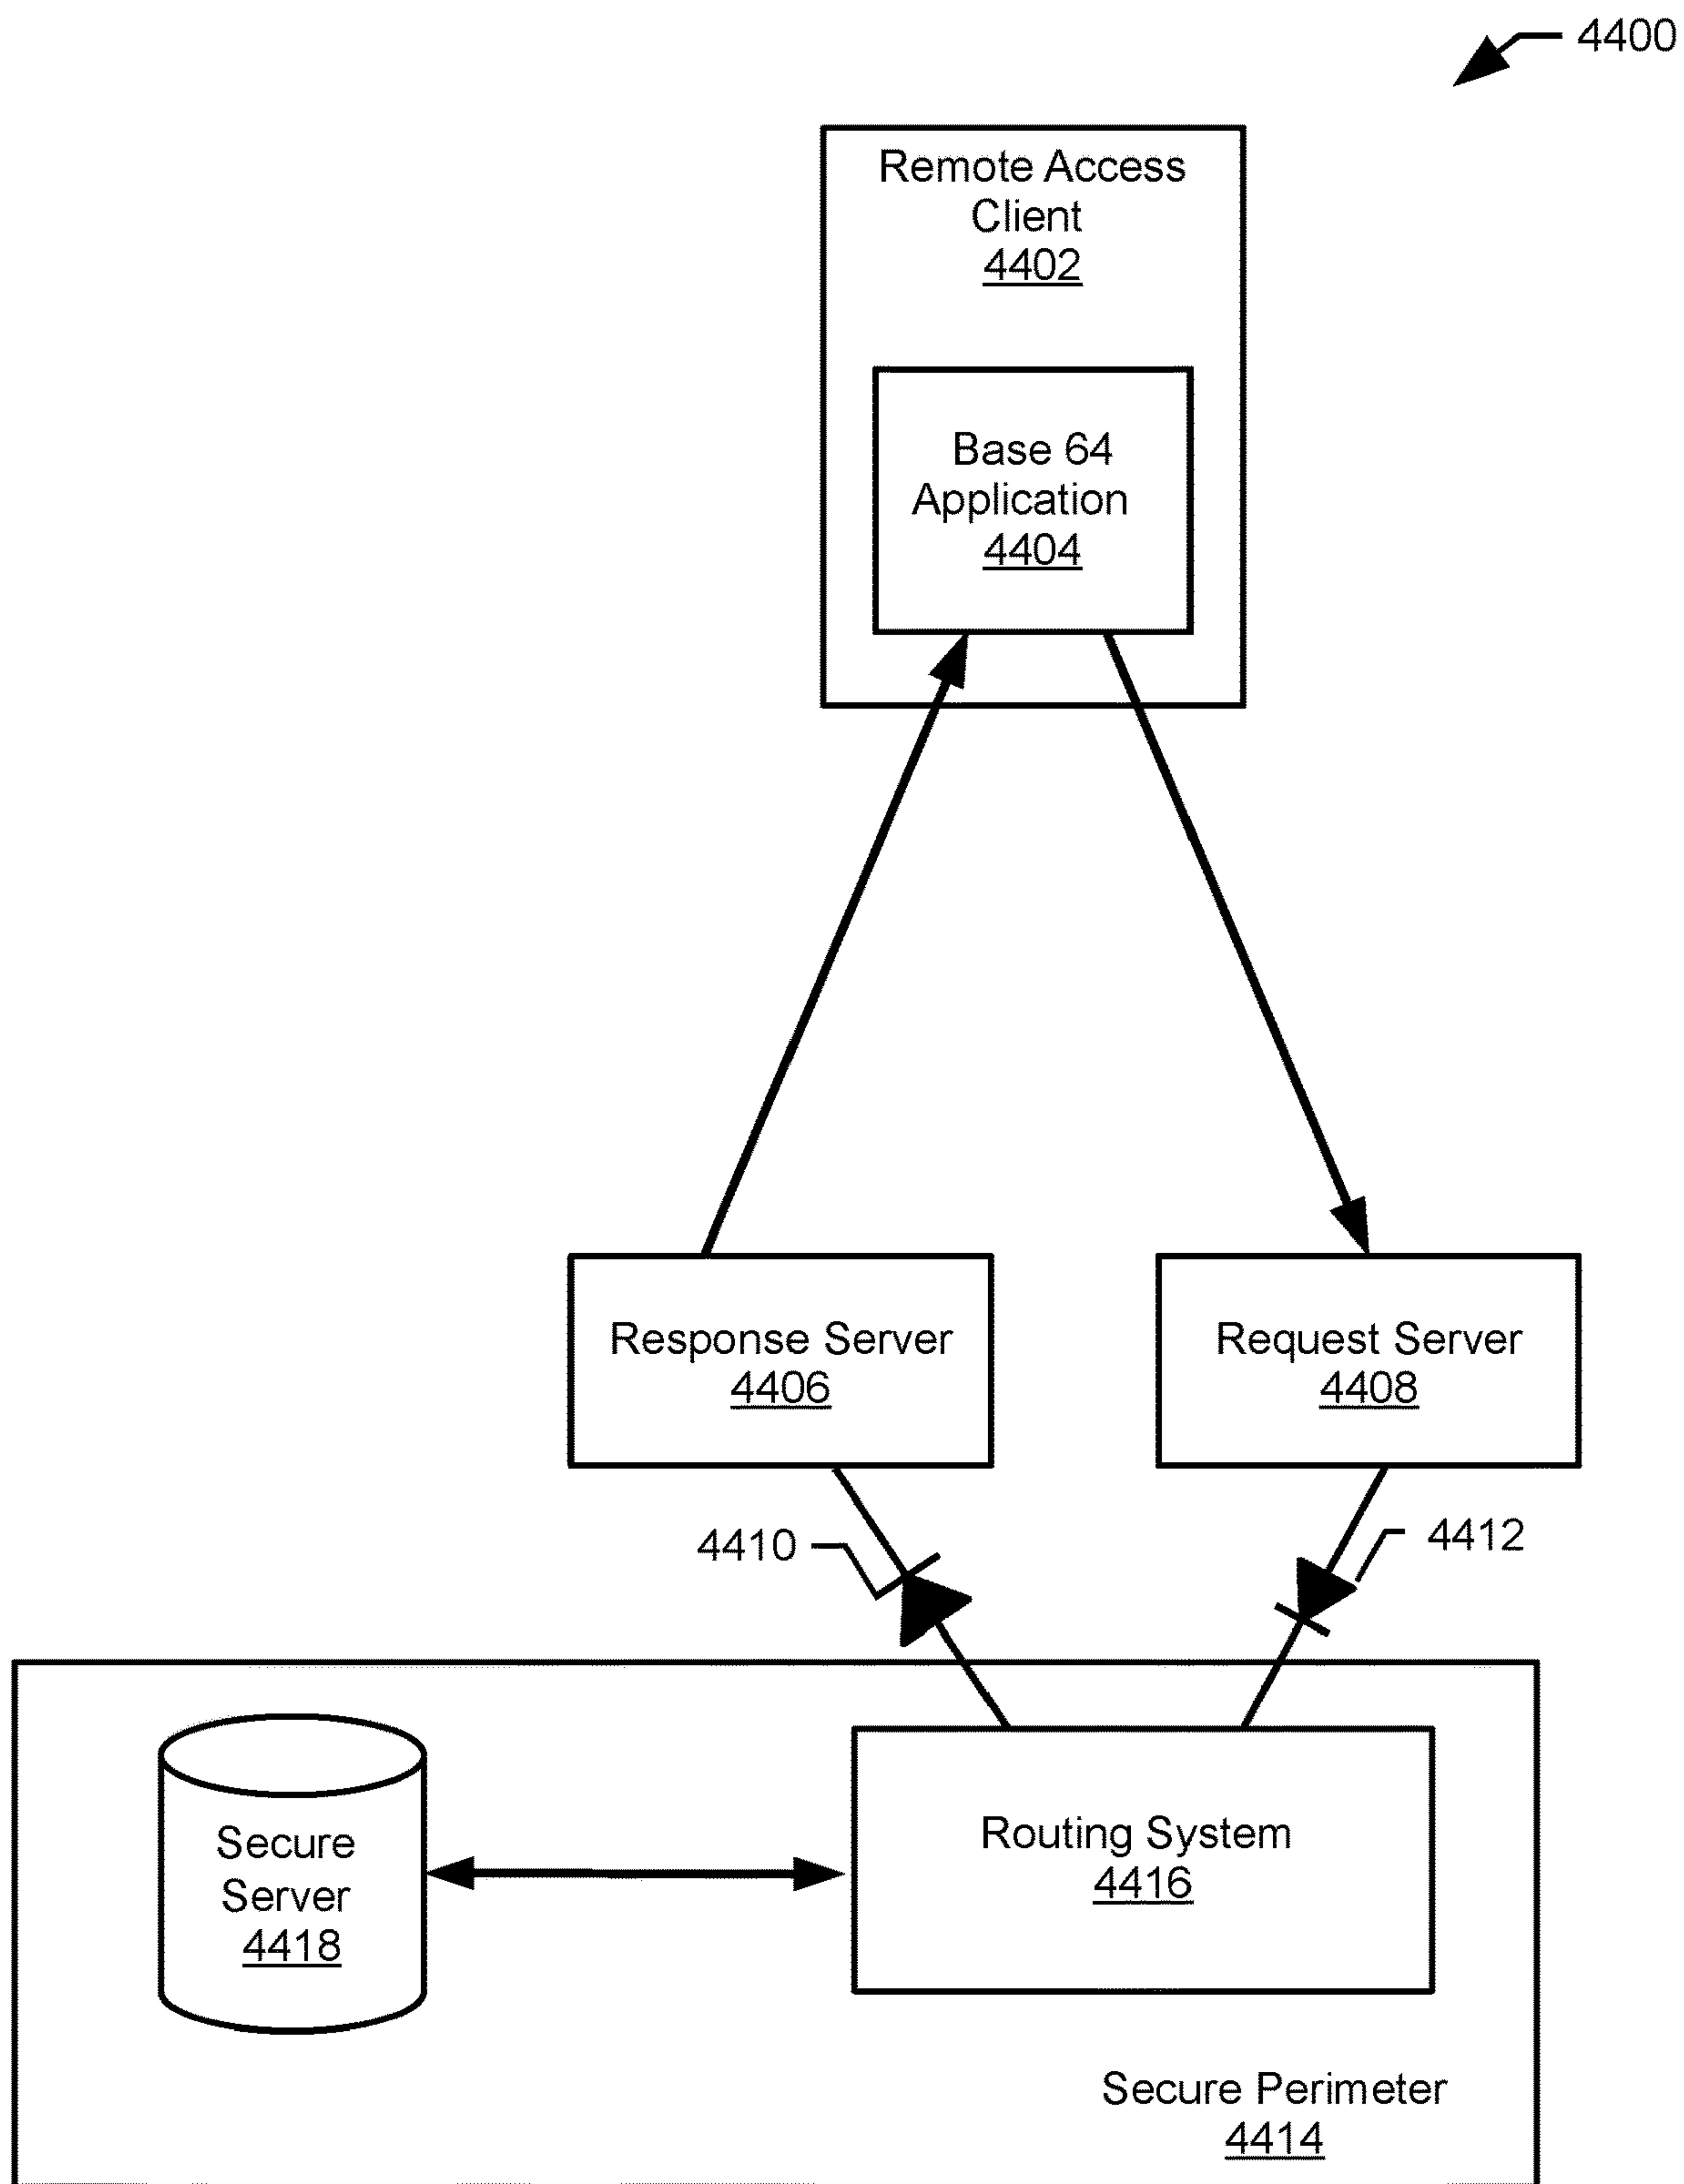 4400
Remote Access
Client
4402
Base 64
Application
4404
Response Server
4406
Request Server
4408
4410
4412
Secure
Server
4418
Routing System
4416
Secure Perimeter
4414